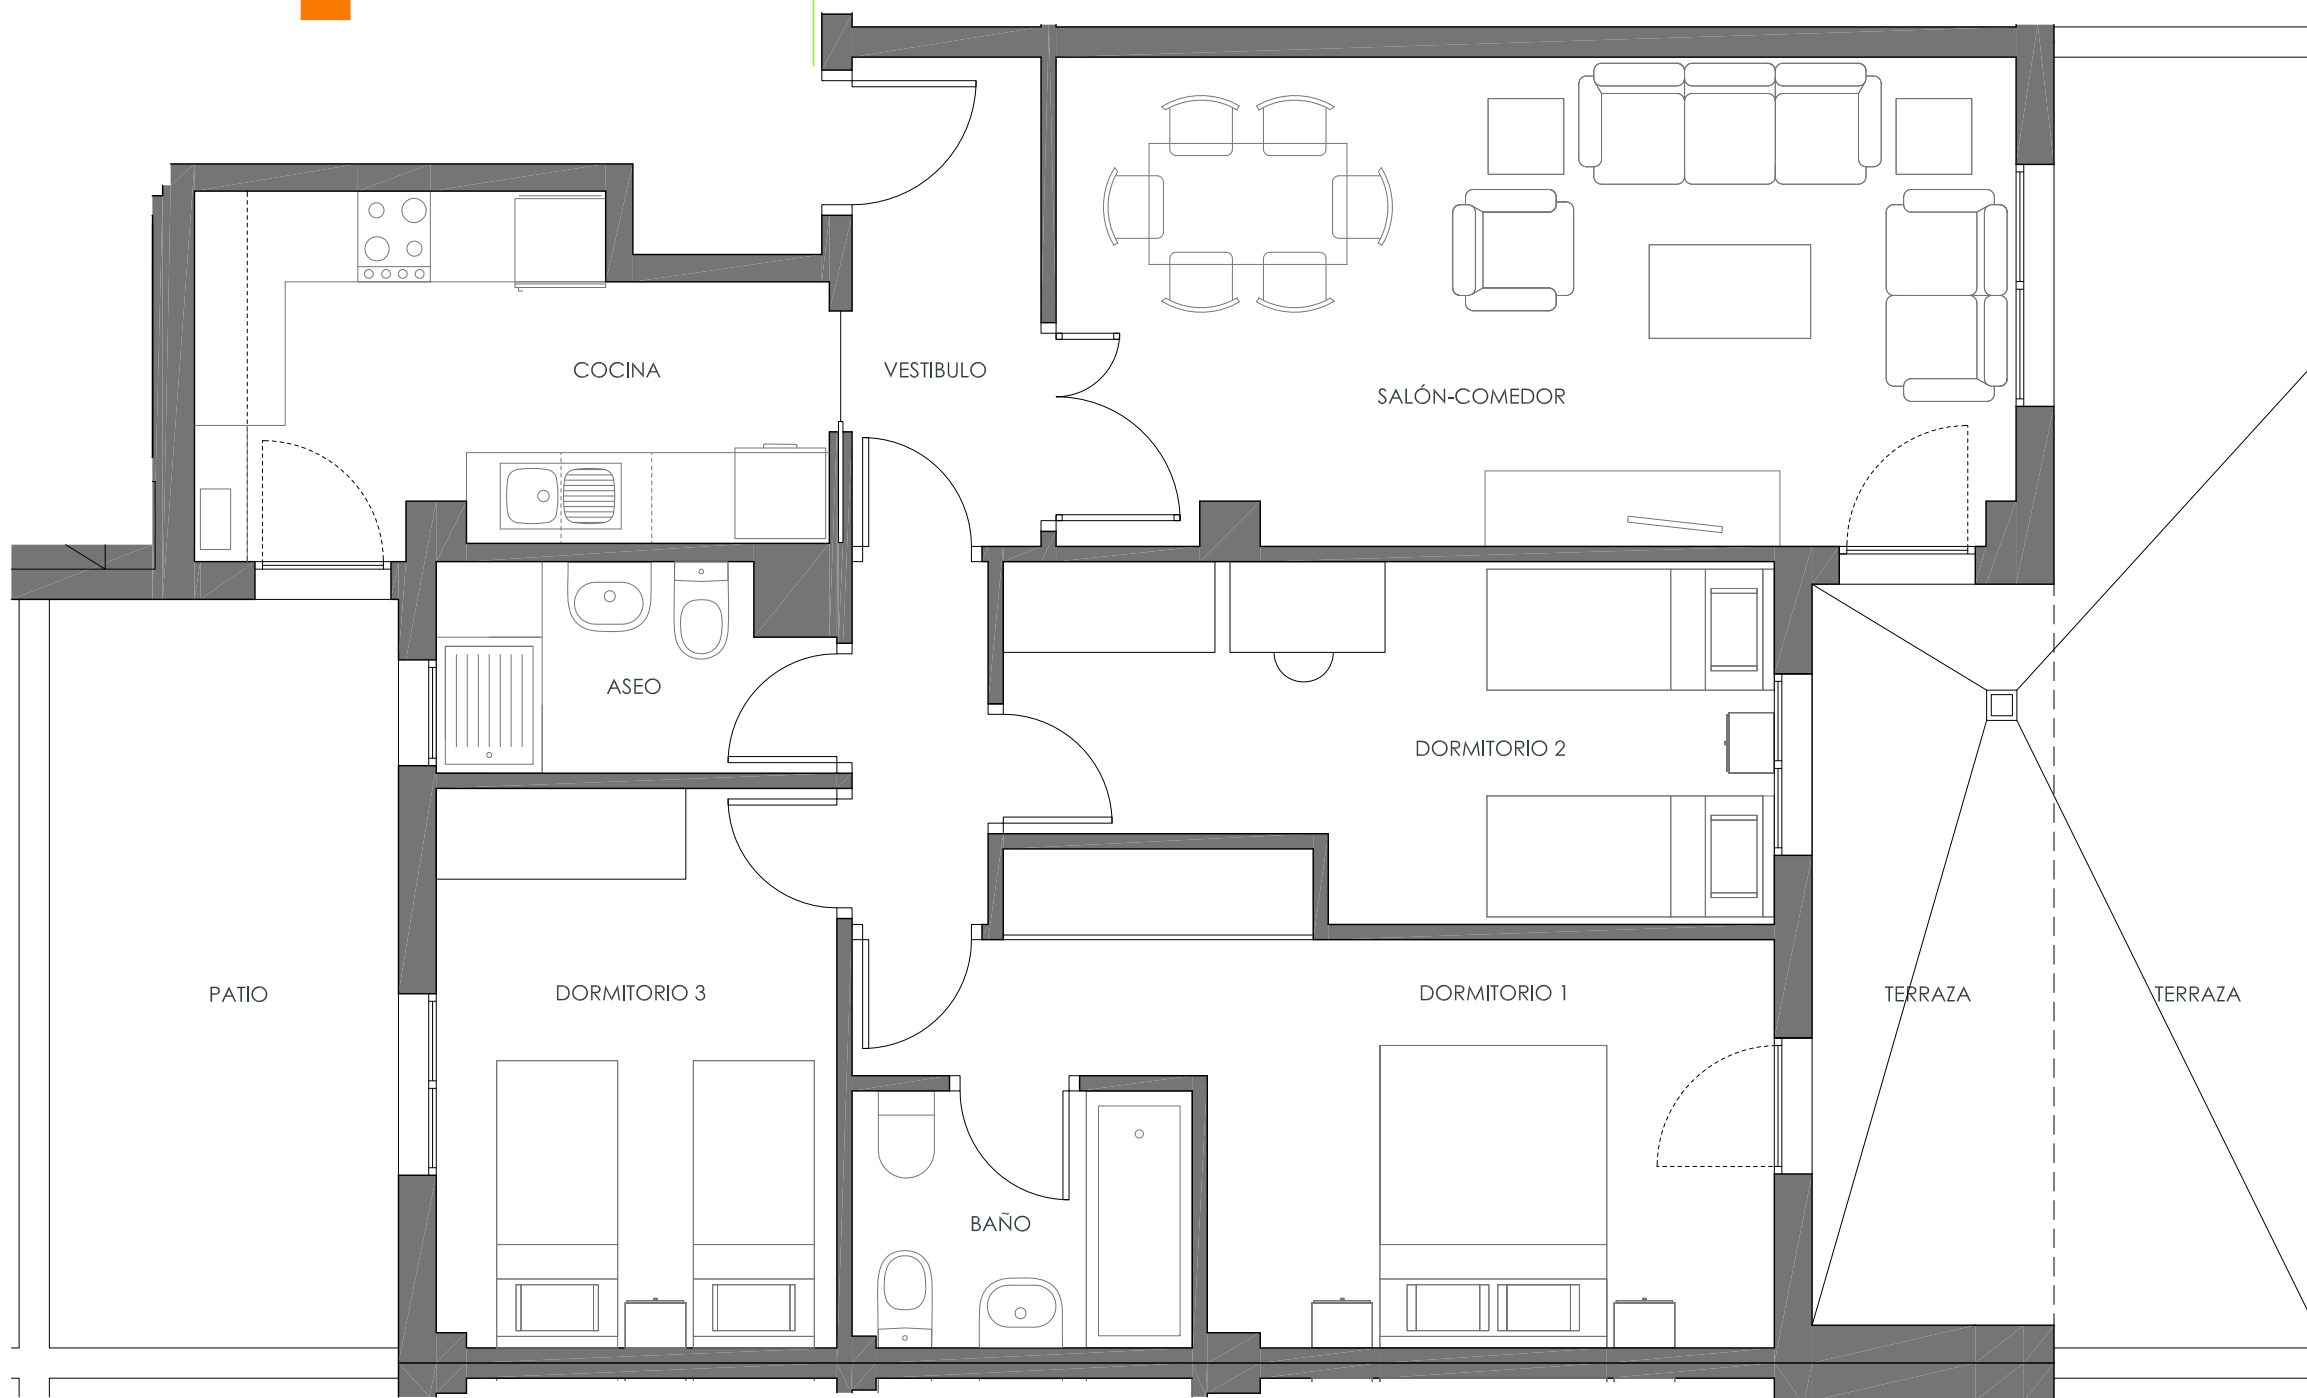 COCINA
VESTIBULO
SALÓN-COMEDOR
ASEO
DORMITORIO 2
PATIO
DORMITORIO 3
DORMITORIO 1
TERRAZA
TERRAZA
BAÑO